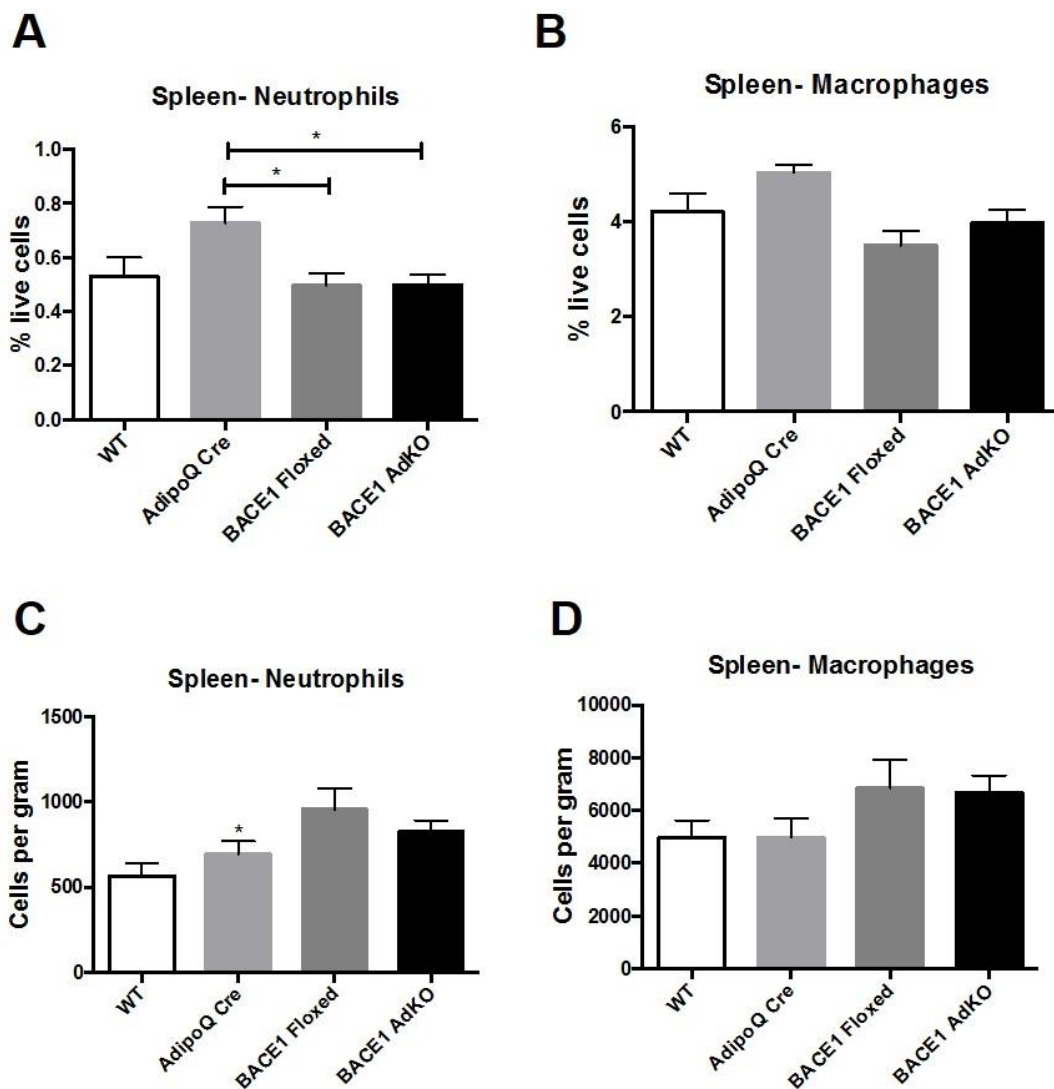 A
Spleen- Neutrophils
*
*
1.0
0.8
0.6
0.4
0.2
0.0
% live cells
WT
AdipoQ Cre
BACE1 Floxed
BACE1 AdKO
B
Spleen- Macrophages
6
4
2
0
% live cells
WT
AdipoQ Cre
BACE1 Floxed
BACE1 AdKO
C
Spleen- Neutrophils
1500
1000
500
0
Cells per gram
*
WT
AdipoQ Cre
BACE1 Floxed
BACE1 AdKO
D
Spleen- Macrophages
10000
8000
6000
4000
2000
0
Cells per gram
WT
AdipoQ Cre
BACE1 Floxed
BACE1 AdKO